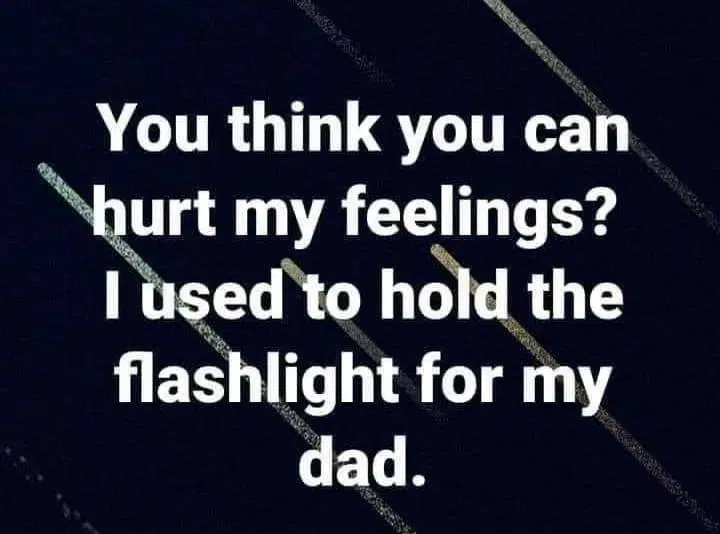 You think you can
hurt my feelings?
I used to hold the
flashlight for my
dad.